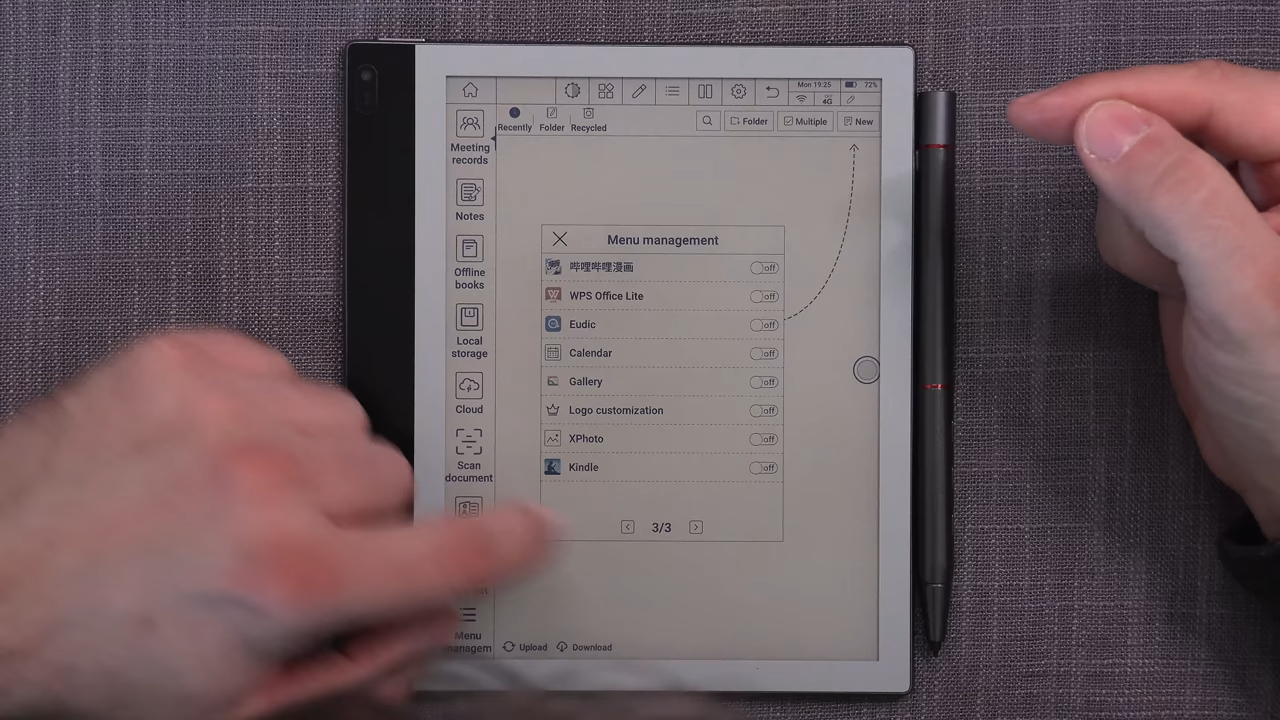 Mon 19:25 72%
4G
Recently Folder Recycled
Folder Multiple New
Meeting records
Notes
Offline books
Local storage
Cloud
Scan document
Menu managem
Menu management
哔哩哔哩漫画 off
WPS Office Lite off
Eudic off
Calendar off
Gallery off
Logo customization off
XPhoto off
Kindle off
3/3
Upload Download